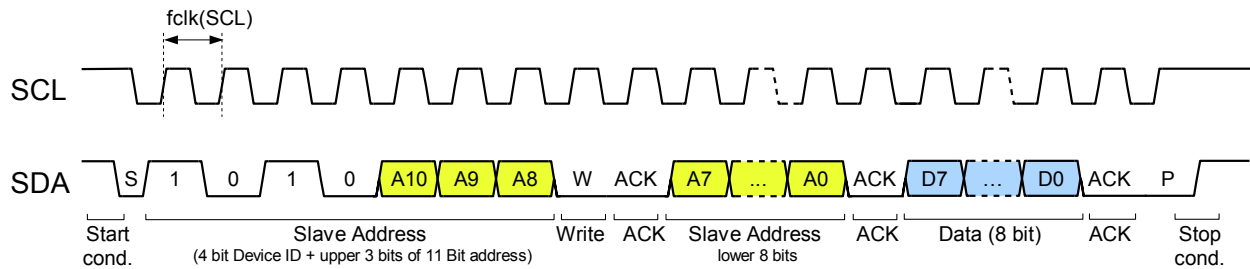 fclk(SCL)
SCL
SDA
S 1 0 1 0 A10 A9 A8 W ACK A7 ... A0 ACK D7 ... D0 ACK P
Start cond.
Slave Address
(4 bit Device ID + upper 3 bits of 11 Bit address)
Write
ACK
Slave Address
lower 8 bits
ACK
Data (8 bit)
ACK
Stop cond.